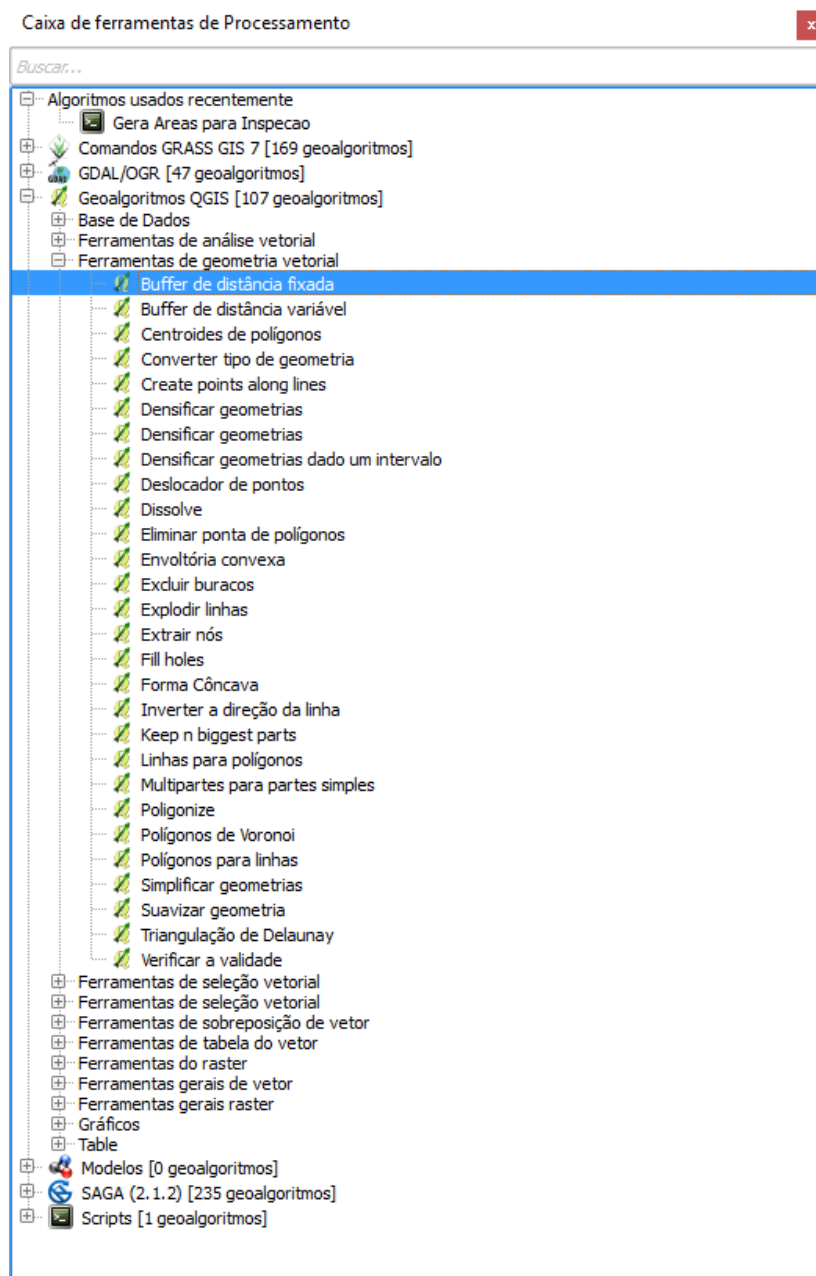 Caixa de ferramentas de Processamento
x
Buscar...
Algoritmos usados recentemente
Gera Areas para Inspecao
Comandos GRASS GIS 7 [169 geoalgoritmos]
GDAL/OGR [47 geoalgoritmos]
Geoalgoritmos QGIS [107 geoalgoritmos]
Base de Dados
Ferramentas de análise vetorial
Ferramentas de geometria vetorial
Buffer de distância fixada
Buffer de distância variável
Centroides de polígonos
Converter tipo de geometria
Create points along lines
Densificar geometrias
Densificar geometrias
Densificar geometrias dado um intervalo
Deslocador de pontos
Dissolve
Eliminar ponta de polígonos
Envoltória convexa
Excluir buracos
Explodir linhas
Extrair nós
Fill holes
Forma Côncava
Inverter a direção da linha
Keep n biggest parts
Linhas para polígonos
Multipartes para partes simples
Poligonize
Polígonos de Voronoi
Polígonos para linhas
Simplificar geometrias
Suavizar geometria
Triangulação de Delaunay
Verificar a validade
Ferramentas de seleção vetorial
Ferramentas de seleção vetorial
Ferramentas de sobreposição de vetor
Ferramentas de tabela do vetor
Ferramentas do raster
Ferramentas gerais de vetor
Ferramentas gerais raster
Gráficos
Table
Modelos [0 geoalgoritmos]
SAGA (2.1.2) [235 geoalgoritmos]
Scripts [1 geoalgoritmos]